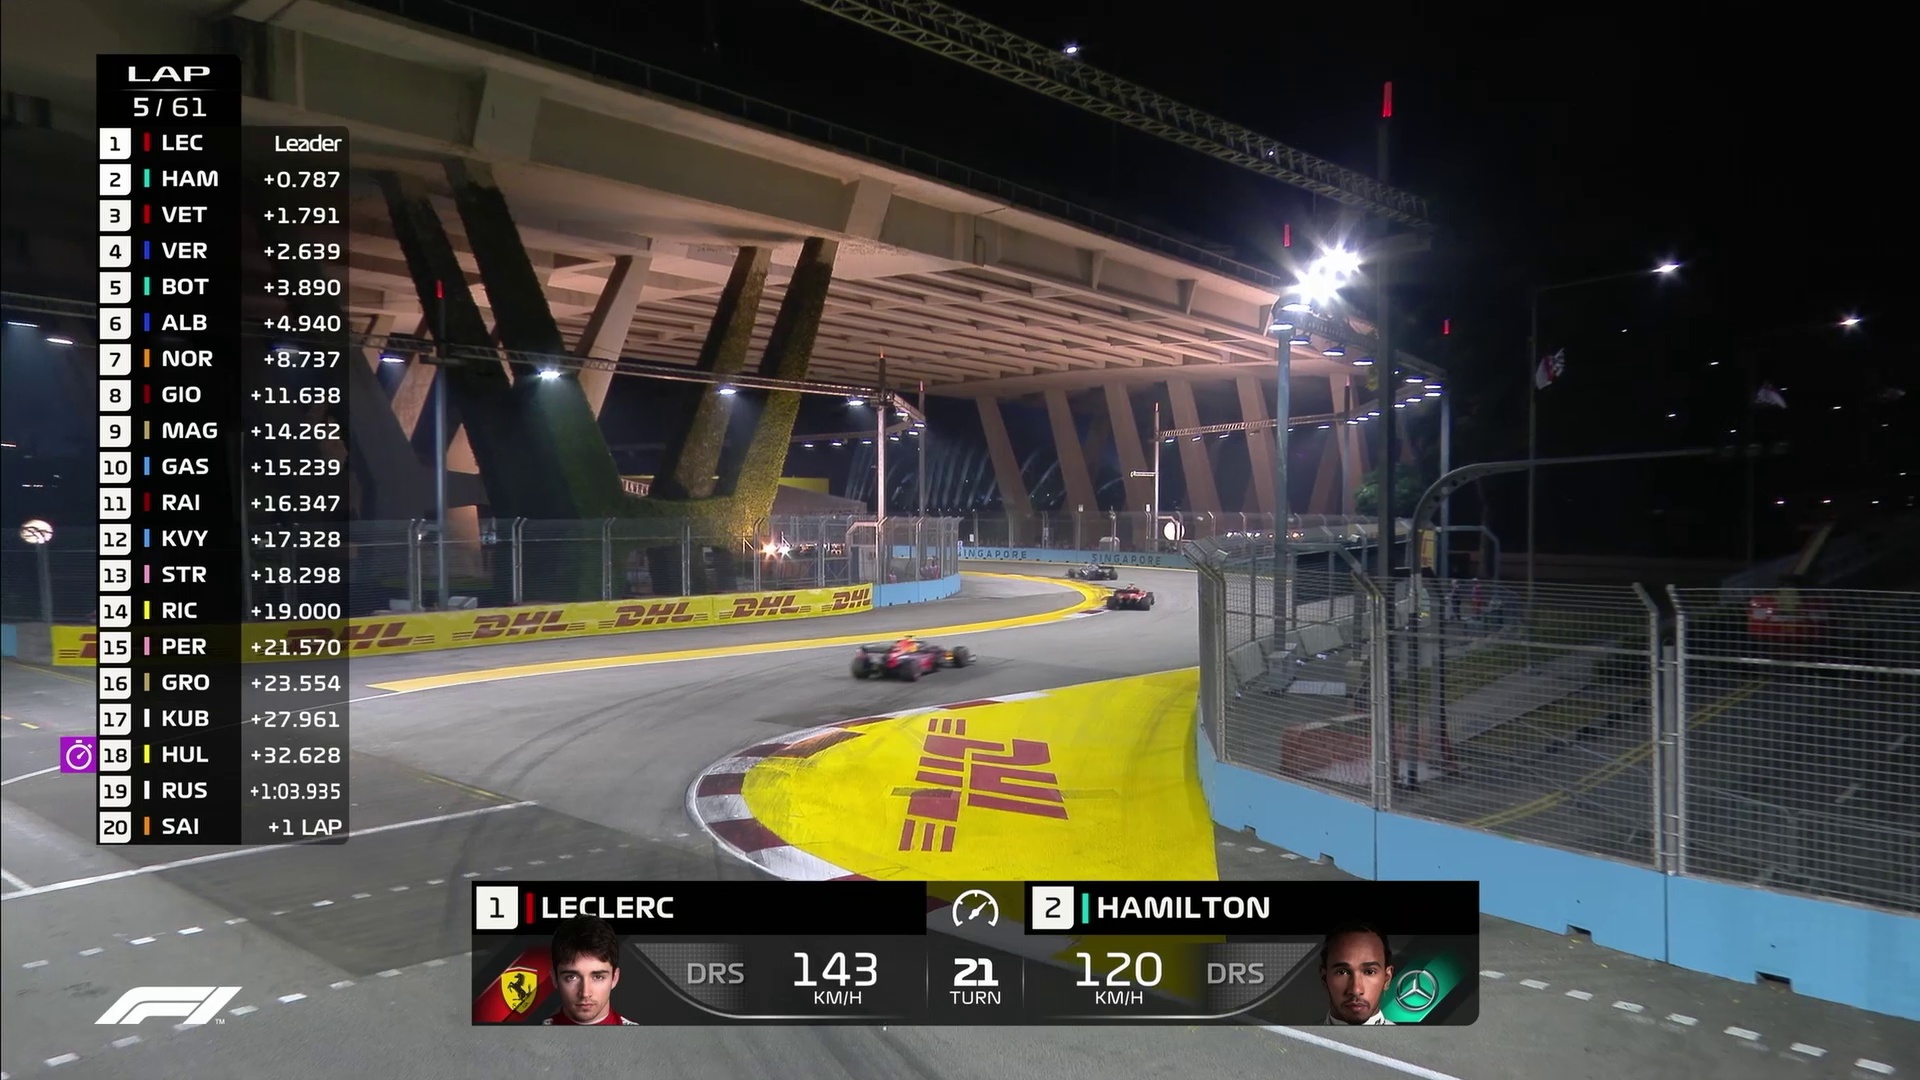 LAP
5 / 61
1 LEC Leader
2 HAM +0.787
3 VET +1.791
4 VER +2.639
5 BOT +3.890
6 ALB +4.940
7 NOR +8.737
8 GIO +11.638
9 MAG +14.262
10 GAS +15.239
11 RAI +16.347
12 KVY +17.328
13 STR +18.298
14 RIC +19.000
15 PER +21.570
16 GRO +23.554
17 KUB +27.961
18 HUL +32.628
19 RUS +1:03.935
20 SAI +1 LAP
SINGAPORE SINGAPORE
DHL DHL DHL DHL DHL
DHL
1 LECLERC
2 HAMILTON
DRS 143 KM/H
21 TURN
120 KM/H DRS
F1 ™